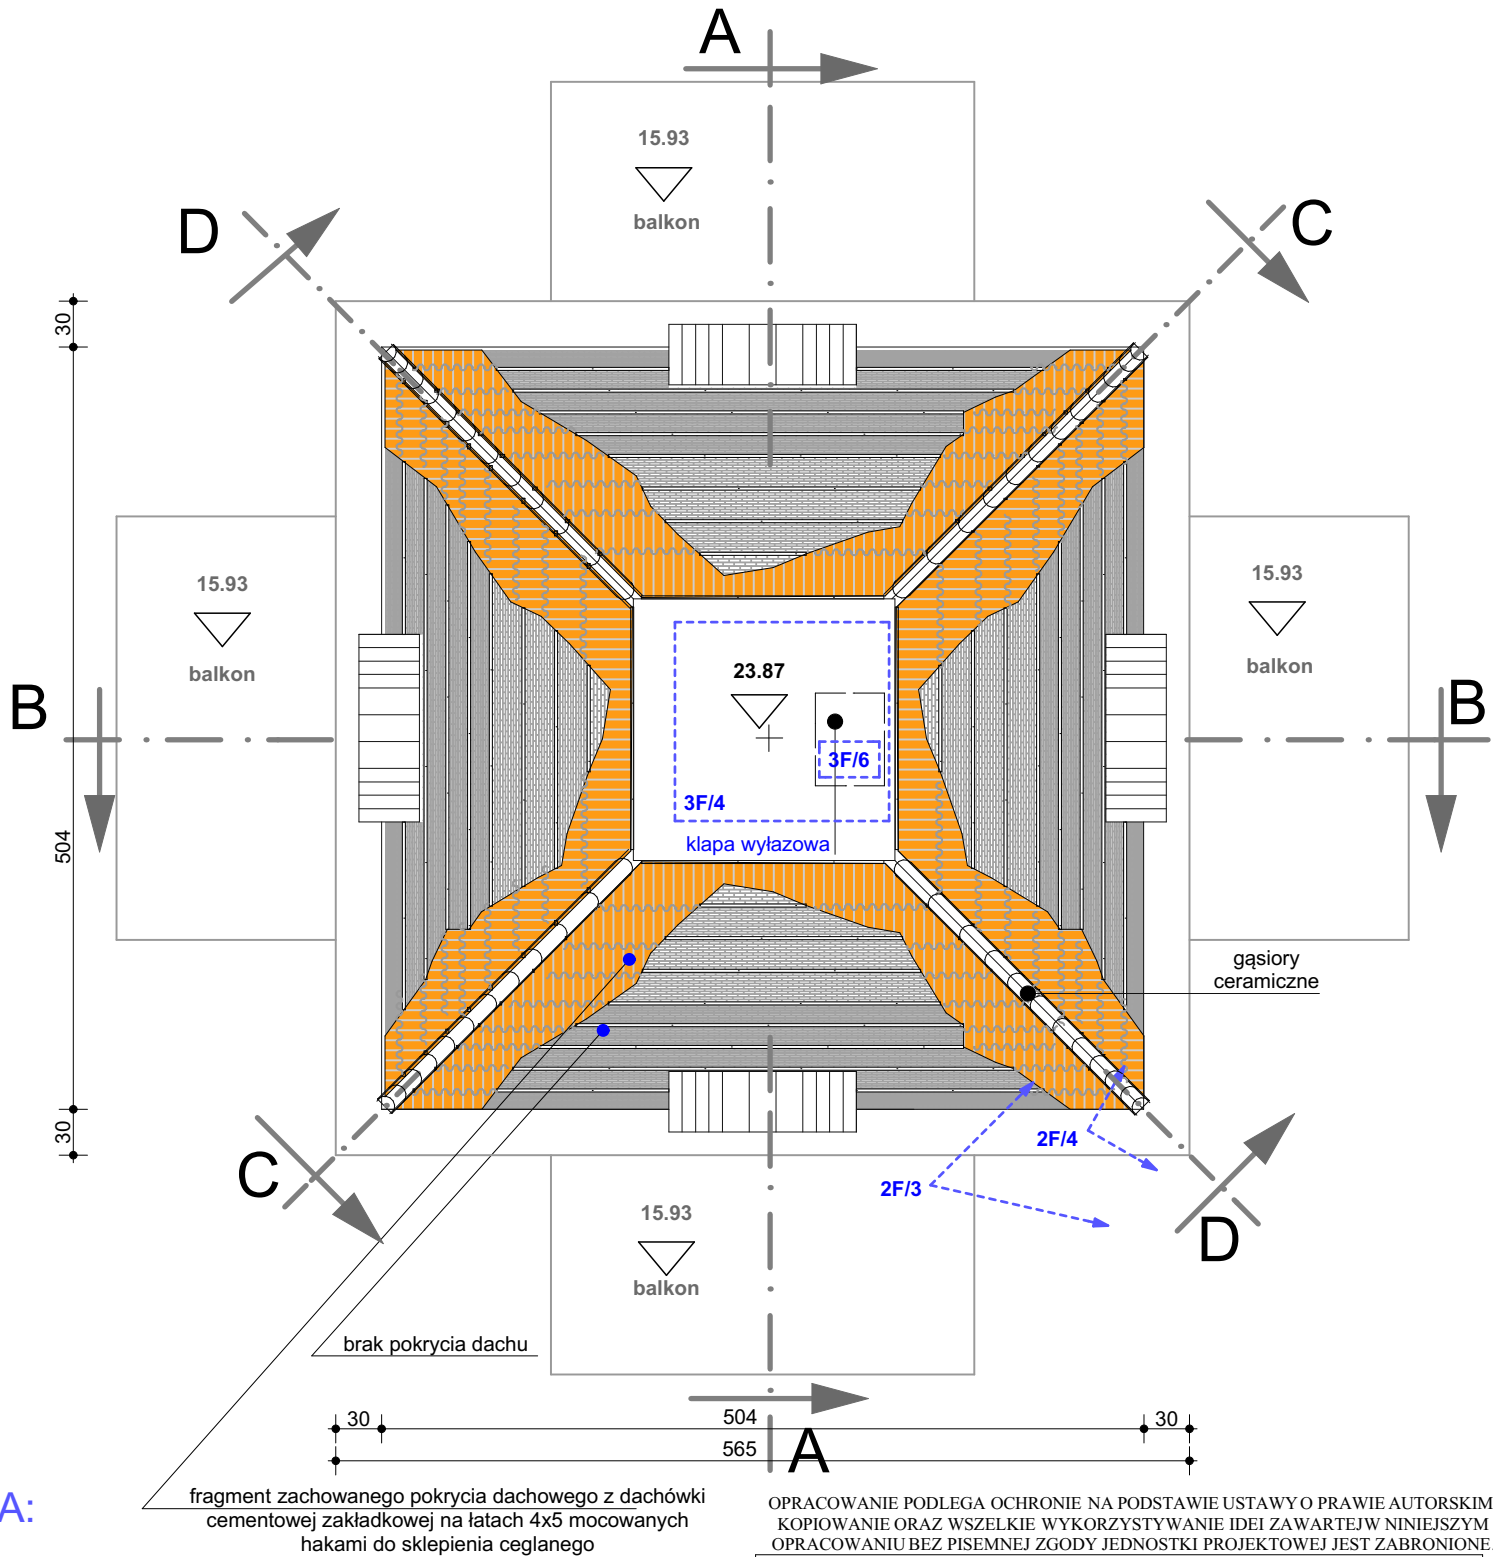 A
15.93
balkon
D
C
30
15.93
balkon
15.93
balkon
23.87
B
B
3F/6
3F/4
klapa wyłazowa
504
gąsiory
ceramiczne
30
2F/4
C
2F/3
D
15.93
balkon
brak pokrycia dachu
30
504
30
565
A
A:
fragment zachowanego pokrycia dachowego z dachówki
cementowej zakładkowej na łatach 4x5 mocowanych
hakami do sklepienia ceglanego
OPRACOWANIE PODLEGA OCHRONIE NA PODSTAWIE USTAWY O PRAWIE AUTORSKIM
KOPIOWANIE ORAZ WSZELKIE WYKORZYSTYWANIE IDEI ZAWARTEJ W NINIEJSZYM
OPRACOWANIU BEZ PISEMNEJ ZGODY JEDNOSTKI PROJEKTOWEJ JEST ZABRONIONE.